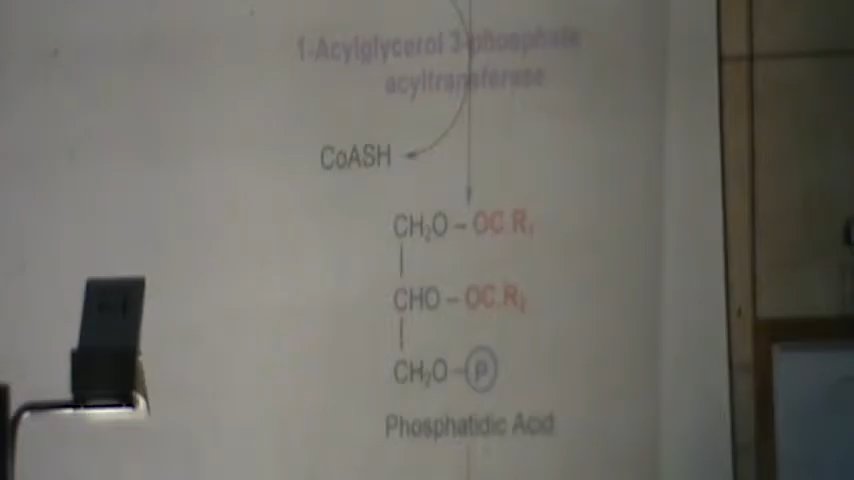 1-Acylglycerol 3-phosphate
acyltransferase
CoASH
CH₂O – OC.R₁
CHO – OC.R₂
CH₂O – P
Phosphatidic Acid